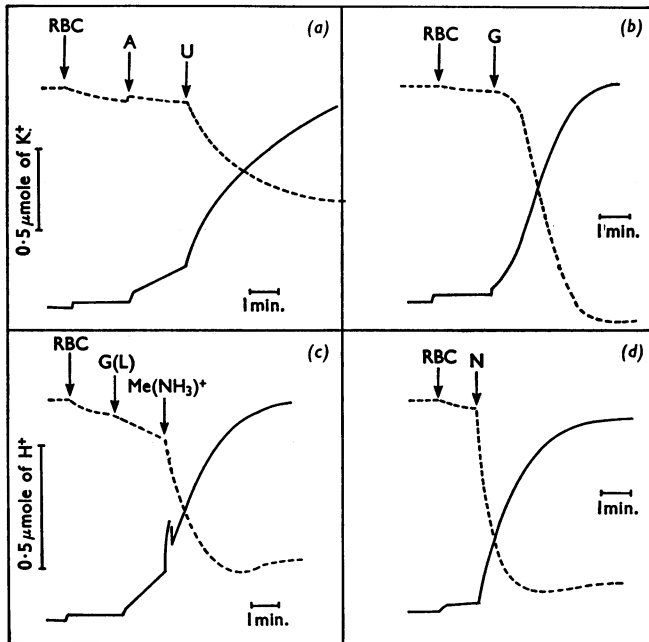 (a)
RBC
A
U
0·5 μmole of K⁺
1 min.
(b)
RBC
G
1 min.
(c)
RBC
G(L)
Me(NH₃)⁺
0·5 μmole of H⁺
1 min.
(d)
RBC
N
1 min.